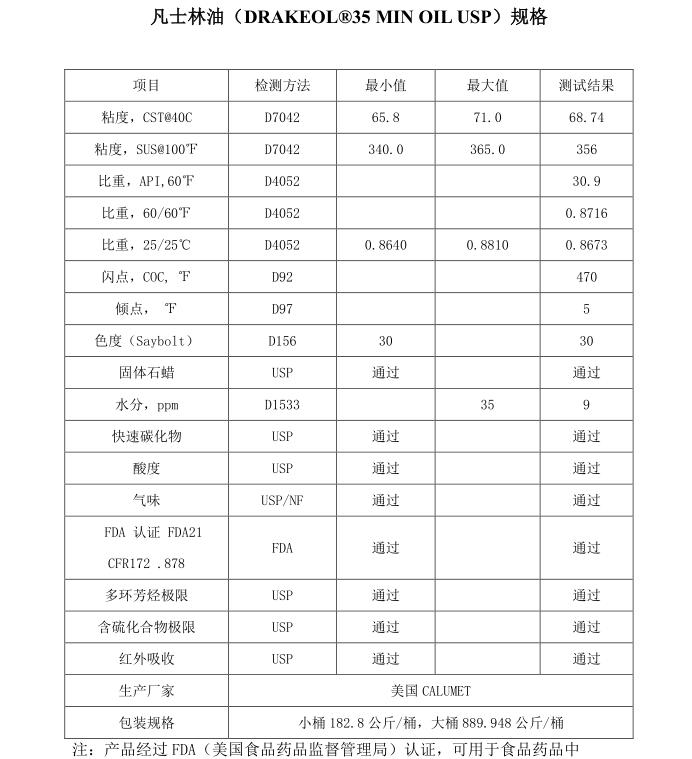 凡士林油（DRAKEOL®35 MIN OIL USP）规格
项目 检测方法 最小值 最大值 测试结果
粘度，CST@40C D7042 65.8 71.0 68.74
粘度，SUS@100℉ D7042 340.0 365.0 356
比重，API,60℉ D4052 30.9
比重，60/60℉ D4052 0.8716
比重，25/25℃ D4052 0.8640 0.8810 0.8673
闪点，COC, ℉ D92 470
倾点， ℉ D97 5
色度（Saybolt） D156 30 30
固体石蜡 USP 通过 通过
水分，ppm D1533 35 9
快速碳化物 USP 通过 通过
酸度 USP 通过 通过
气味 USP/NF 通过 通过
FDA 认证 FDA21
CFR172 .878 FDA 通过 通过
多环芳烃极限 USP 通过 通过
含硫化合物极限 USP 通过 通过
红外吸收 USP 通过 通过
生产厂家 美国 CALUMET
包装规格 小桶 182.8 公斤/桶，大桶 889.948 公斤/桶
注：产品经过 FDA（美国食品药品监督管理局）认证，可用于食品药品中